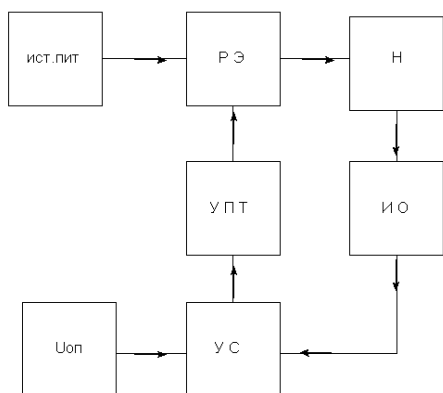 ист.пит
Р Э
Н
У П Т
И О
Uоп
У С